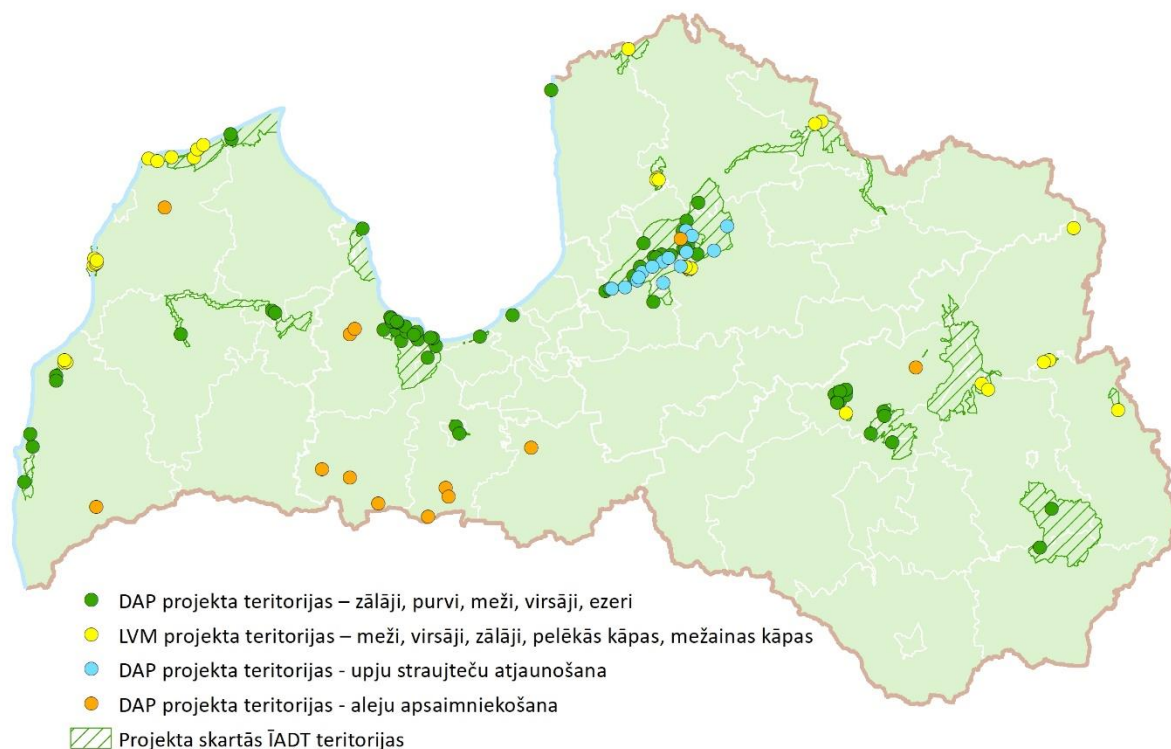 DAP projekta teritorijas – zālāji, purvi, meži, virsāji, ezeri
LVM projekta teritorijas – meži, virsāji, zālāji, pelēkās kāpas, mežainas kāpas
DAP projekta teritorijas - upju straujteču atjaunošana
DAP projekta teritorijas - aleju apsaimniekošana
Projekta skartās ĪADT teritorijas